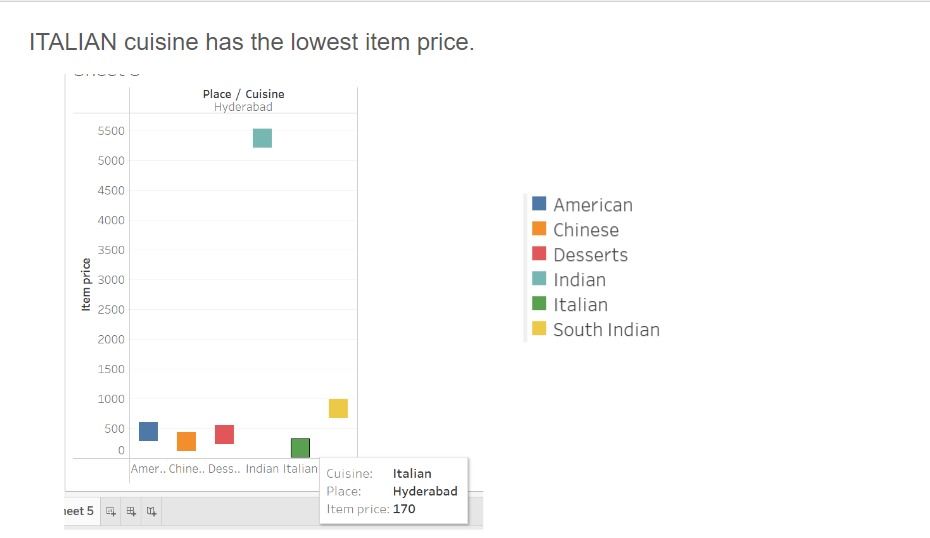 ITALIAN cuisine has the lowest item price.
Place / Cuisine
Hyderabad
Item price
5500
5000
4500
4000
3500
3000
2500
2000
1500
1000
500
0
Amer.. Chine.. Dess.. Indian Italian
Cuisine: Italian
Place: Hyderabad
Item price: 170
American
Chinese
Desserts
Indian
Italian
South Indian
eet 5